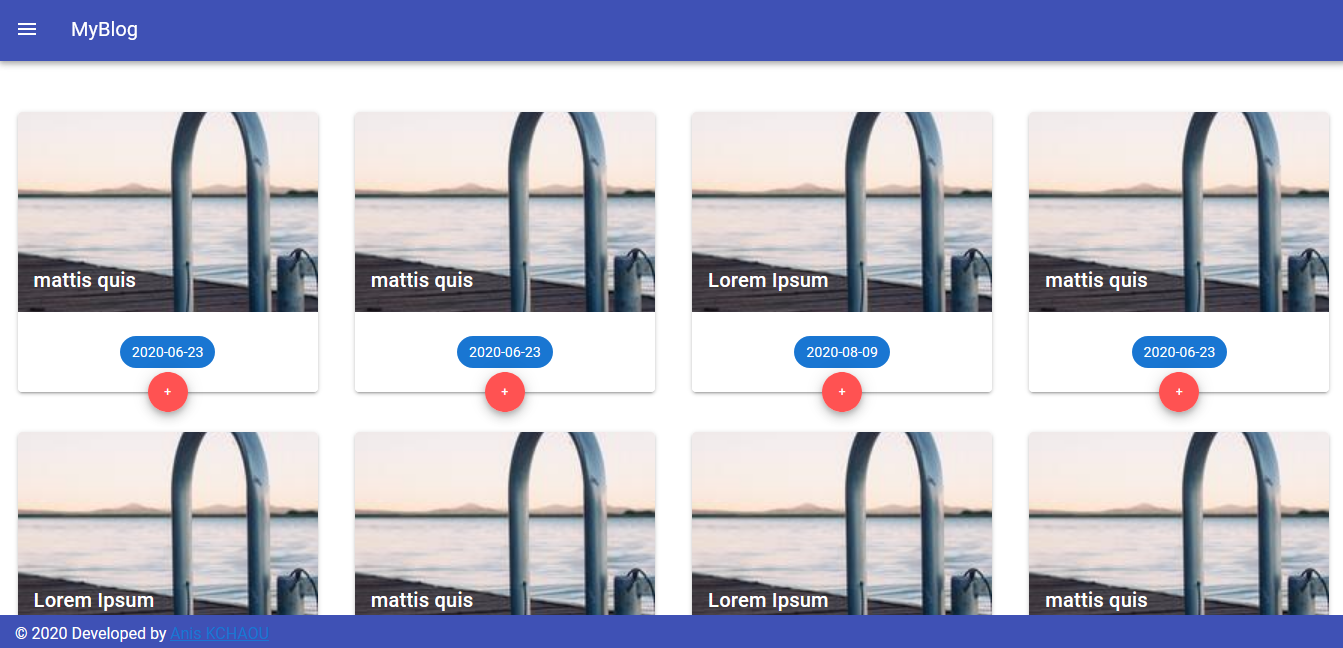 MyBlog
mattis quis
mattis quis
Lorem Ipsum
mattis quis
2020-06-23
2020-06-23
2020-08-09
2020-06-23
+
+
+
+
Lorem Ipsum
mattis quis
Lorem Ipsum
mattis quis
© 2020 Developed by Anis KCHAOU